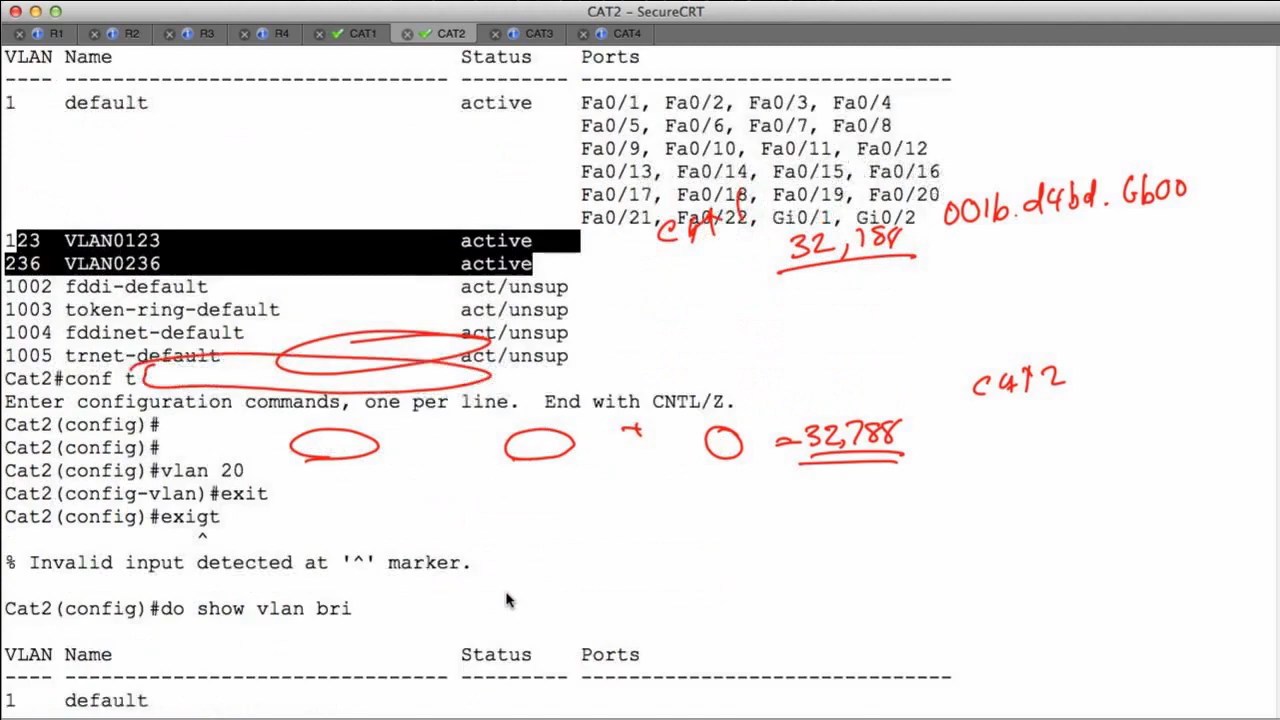 CAT2 – SecureCRT
R1 R2 R3 R4 CAT1 CAT2 CAT3 CAT4
VLAN Name Status Ports
---- -------------------------------- --------- -------------------------------
1 default active Fa0/1, Fa0/2, Fa0/3, Fa0/4
Fa0/5, Fa0/6, Fa0/7, Fa0/8
Fa0/9, Fa0/10, Fa0/11, Fa0/12
Fa0/13, Fa0/14, Fa0/15, Fa0/16
Fa0/17, Fa0/18, Fa0/19, Fa0/20
001b.d4bd.6b00
Fa0/21, Fa0/22, Gi0/1, Gi0/2
cat 1
123 VLAN0123 active
236 VLAN0236 active
1002 fddi-default act/unsup
1003 token-ring-default act/unsup
1004 fddinet-default act/unsup
1005 trnet-default act/unsup
Cat2#conf t
cat2
Enter configuration commands, one per line. End with CNTL/Z.
Cat2(config)#
Cat2(config)#
+ = 32,788
Cat2(config)#vlan 20
Cat2(config-vlan)#exit
Cat2(config)#exigt
^
% Invalid input detected at '^' marker.
Cat2(config)#do show vlan bri
VLAN Name Status Ports
---- -------------------------------- --------- -------------------------------
1 default